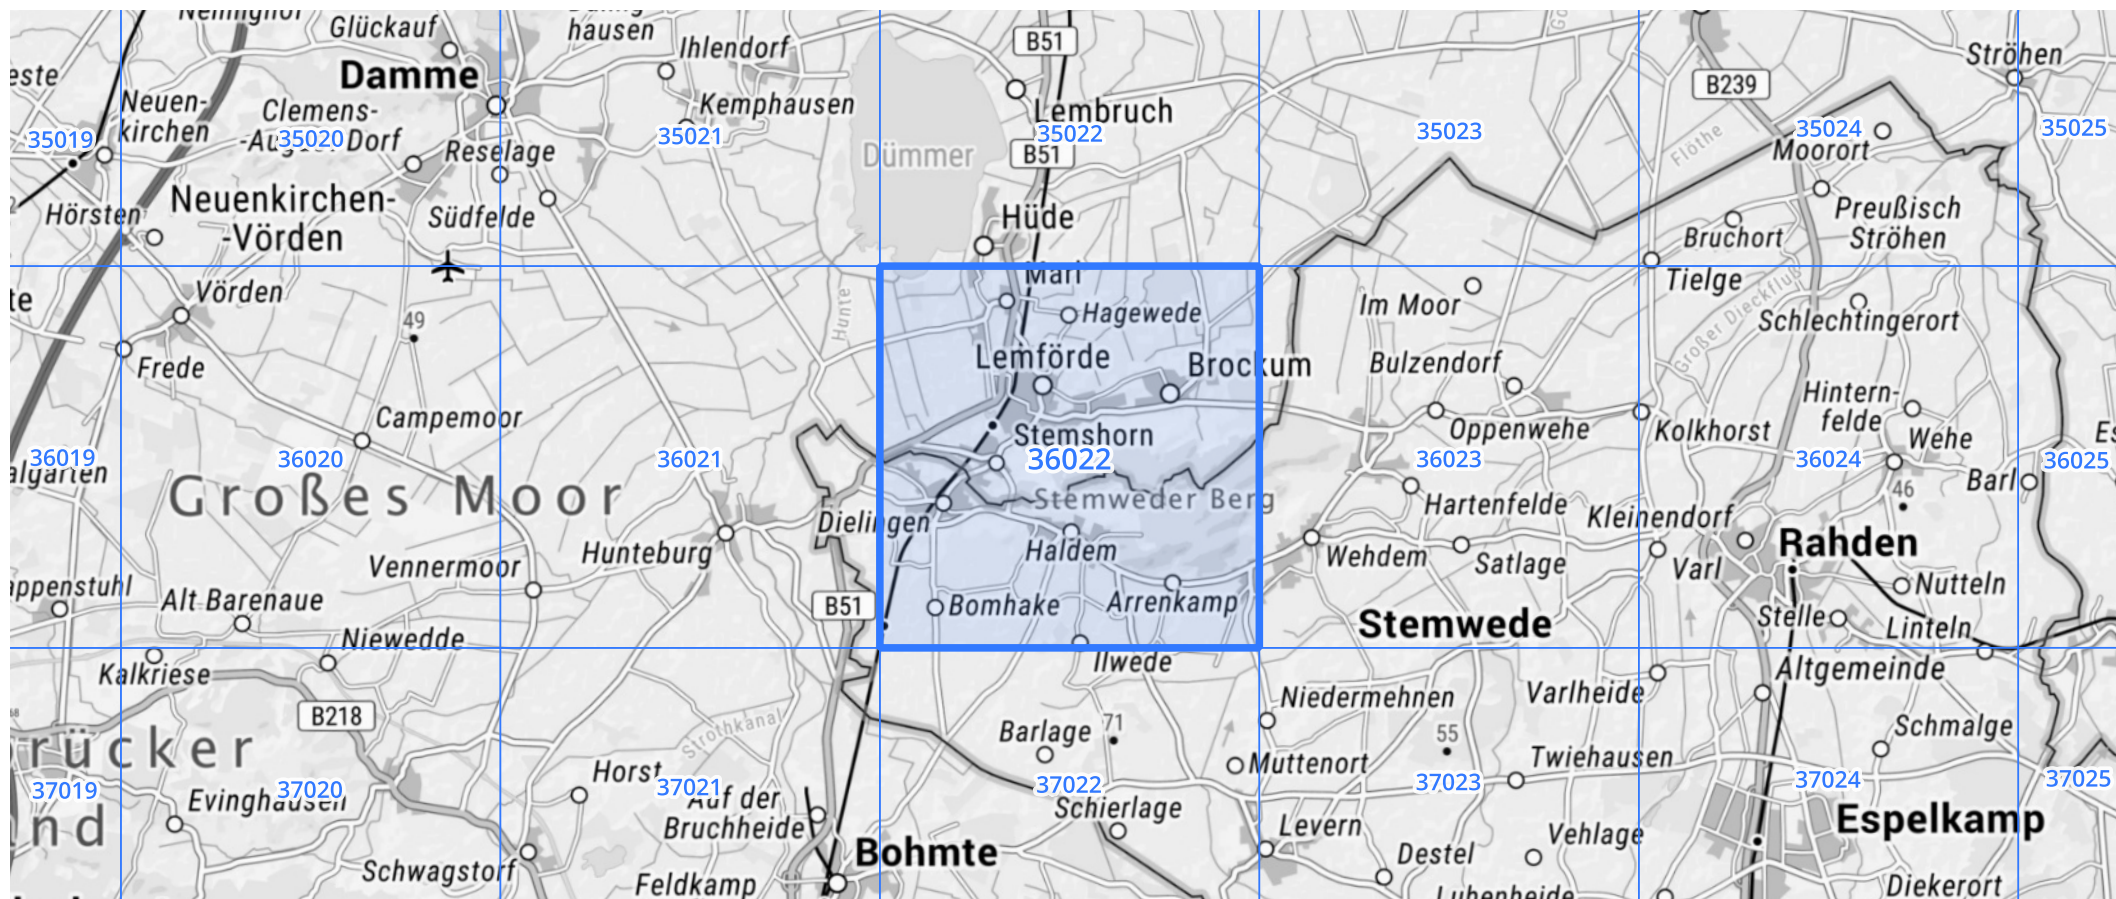 Glückauf
hausen
B51
Ihlendorf
Ströhen
Damme
B239
Neuen-
kirchen
Clemens-
-August-Dorf
Kemphausen
Lembruch
35019
35020
35021
35022
35023
35024
35025
Reselage
Dümmer
B51
Flöthe
Moorort
Neuenkirchen-
-Vörden
Hörsten
Südfelde
Hüde
Preußisch
Ströhen
Bruchort
Marl
Tielge
Vörden
Hunte
Hagewede
Im Moor
Großer Dieckfluß
Schlechtingerort
49
Frede
Lemförde
Brockum
Bulzendorf
Hintern-
felde
Campemoor
Stemshorn
Oppenwehe
Kolkhorst
Wehe
36019
36020
36021
36022
36023
36024
36025
Barl
Großes Moor
Stemweder Berg
46
Hartenfelde
Kleinendorf
Dielingen
Hunteburg
Haldem
Wehdem
Satlage
Rahden
Varl
Vennermoor
Nutteln
Alt Barenaue
B51
Bomhake
Arrenkamp
Stemwede
Stelle
Linteln
Niewedde
Kalkriese
Ilwede
Altgemeinde
Niedermehnen
Varlheide
B218
Strothkanal
Barlage
71
55
Schmalge
Muttenort
Twiehausen
Horst
37019
37020
37021
37022
37023
37024
37025
Evinghausen
Auf der
Bruchheide
Schierlage
Levern
Vehlage
Espelkamp
Bohmte
Destel
Schwagstorf
Feldkamp
Diekerort